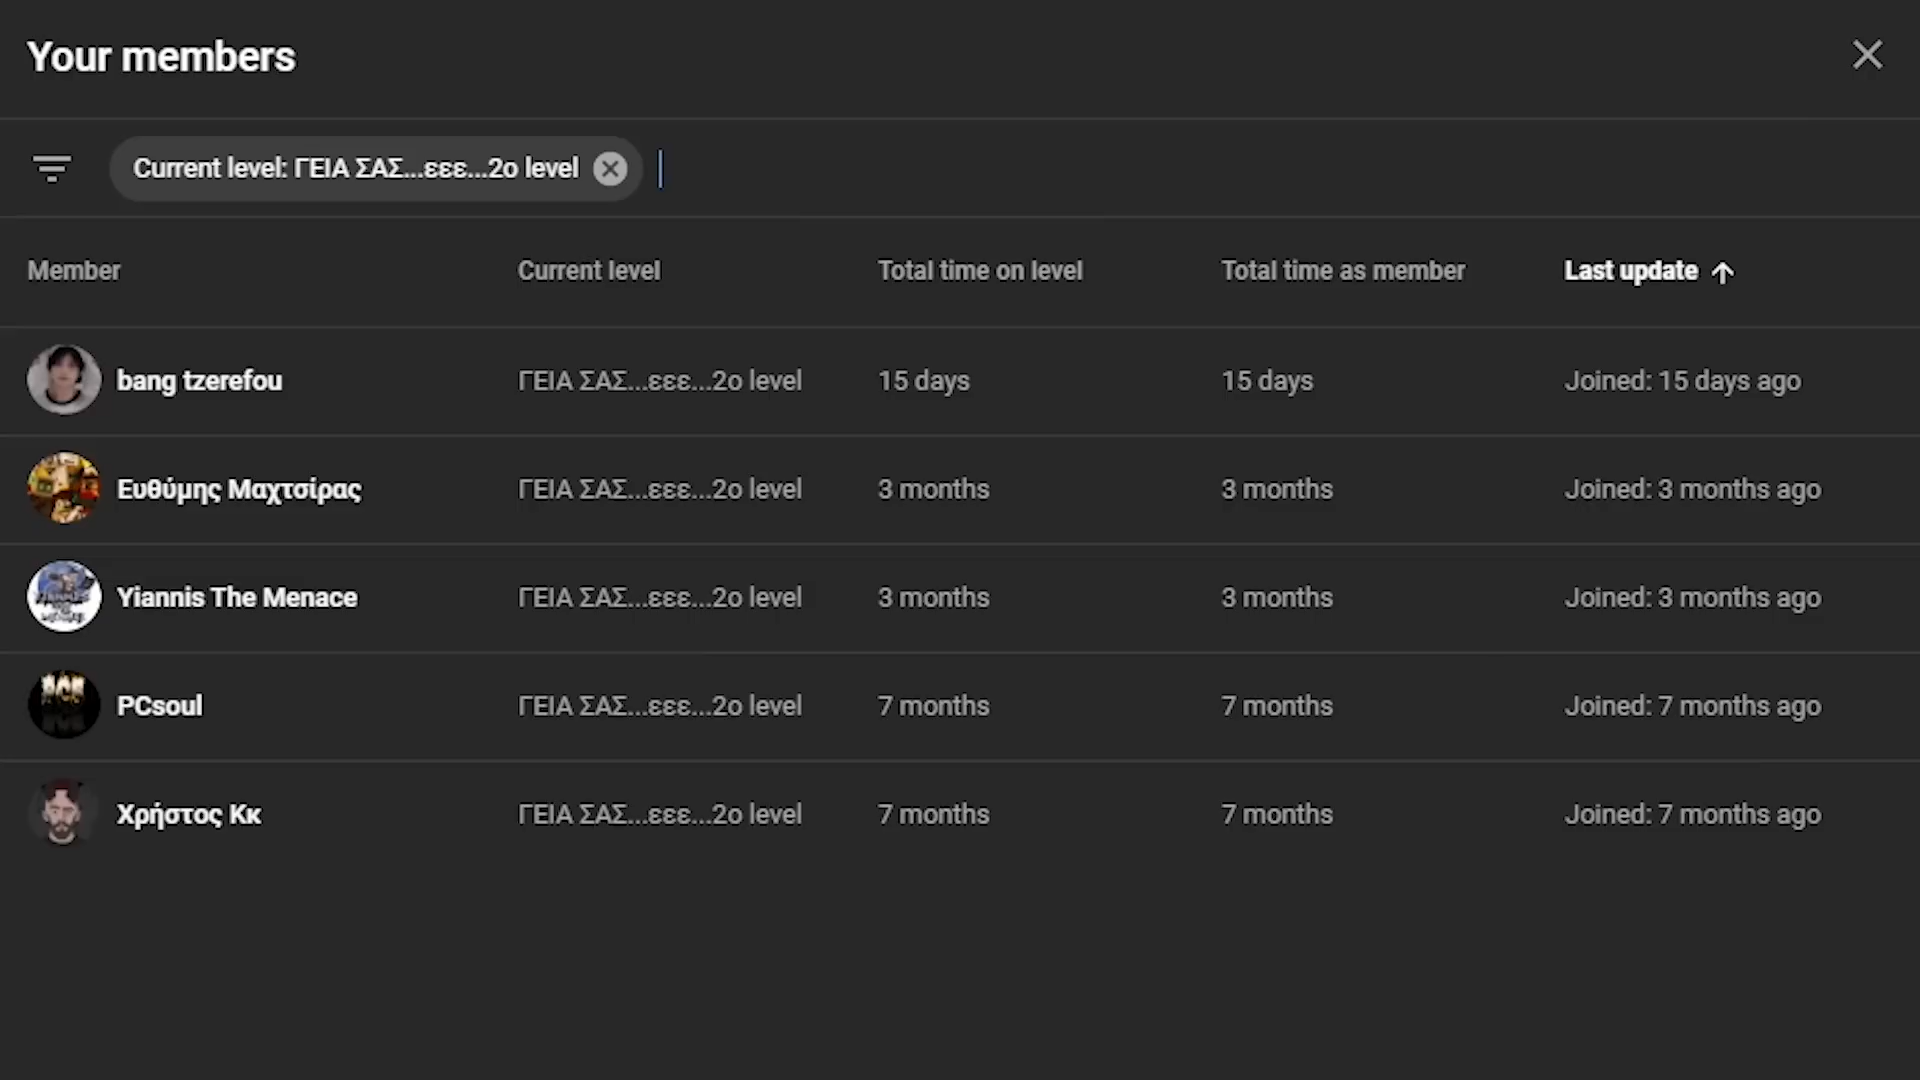 Your members
Current level: ΓΕΙΑ ΣΑΣ...εεε...2ο level
Member Current level Total time on level Total time as member Last update
bang tzerefou ΓΕΙΑ ΣΑΣ...εεε...2ο level 15 days 15 days Joined: 15 days ago
Ευθύμης Μαχτσίρας ΓΕΙΑ ΣΑΣ...εεε...2ο level 3 months 3 months Joined: 3 months ago
Yiannis The Menace ΓΕΙΑ ΣΑΣ...εεε...2ο level 3 months 3 months Joined: 3 months ago
PCsoul ΓΕΙΑ ΣΑΣ...εεε...2ο level 7 months 7 months Joined: 7 months ago
Χρήστος Κκ ΓΕΙΑ ΣΑΣ...εεε...2ο level 7 months 7 months Joined: 7 months ago